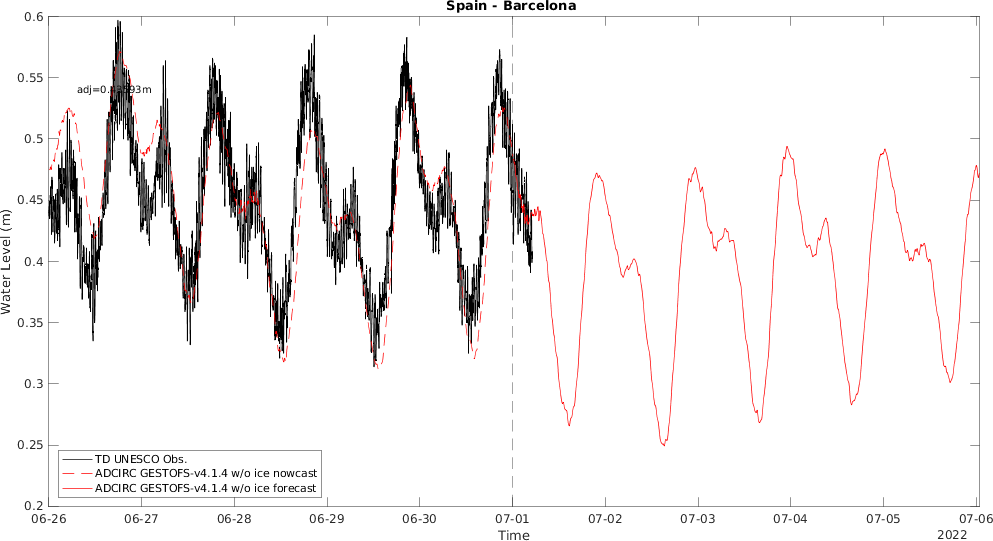 Spain - Barcelona
0.6
0.55
0.5
0.45
0.4
0.35
0.3
0.25
0.2
Water Level (m)
TD UNESCO Obs.
ADCIRC GESTOFS-v4.1.4 w/o ice nowcast
ADCIRC GESTOFS-v4.1.4 w/o ice forecast
06-26 06-27 06-28 06-29 06-30 07-01 07-02 07-03 07-04 07-05 07-06
Time
2022